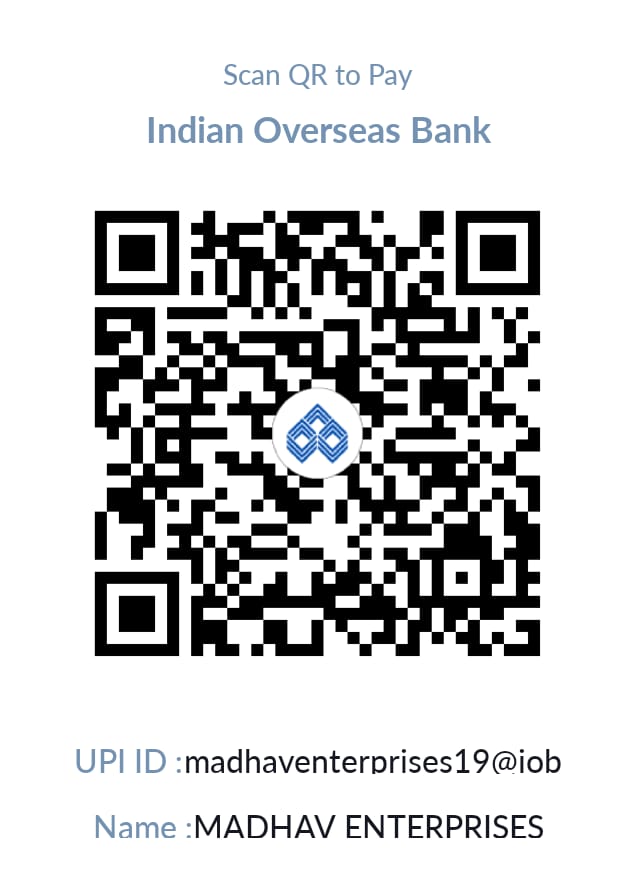 Scan QR to Pay
Indian Overseas Bank
UPI ID :madhaventerprises19@iob
Name :MADHAV ENTERPRISES